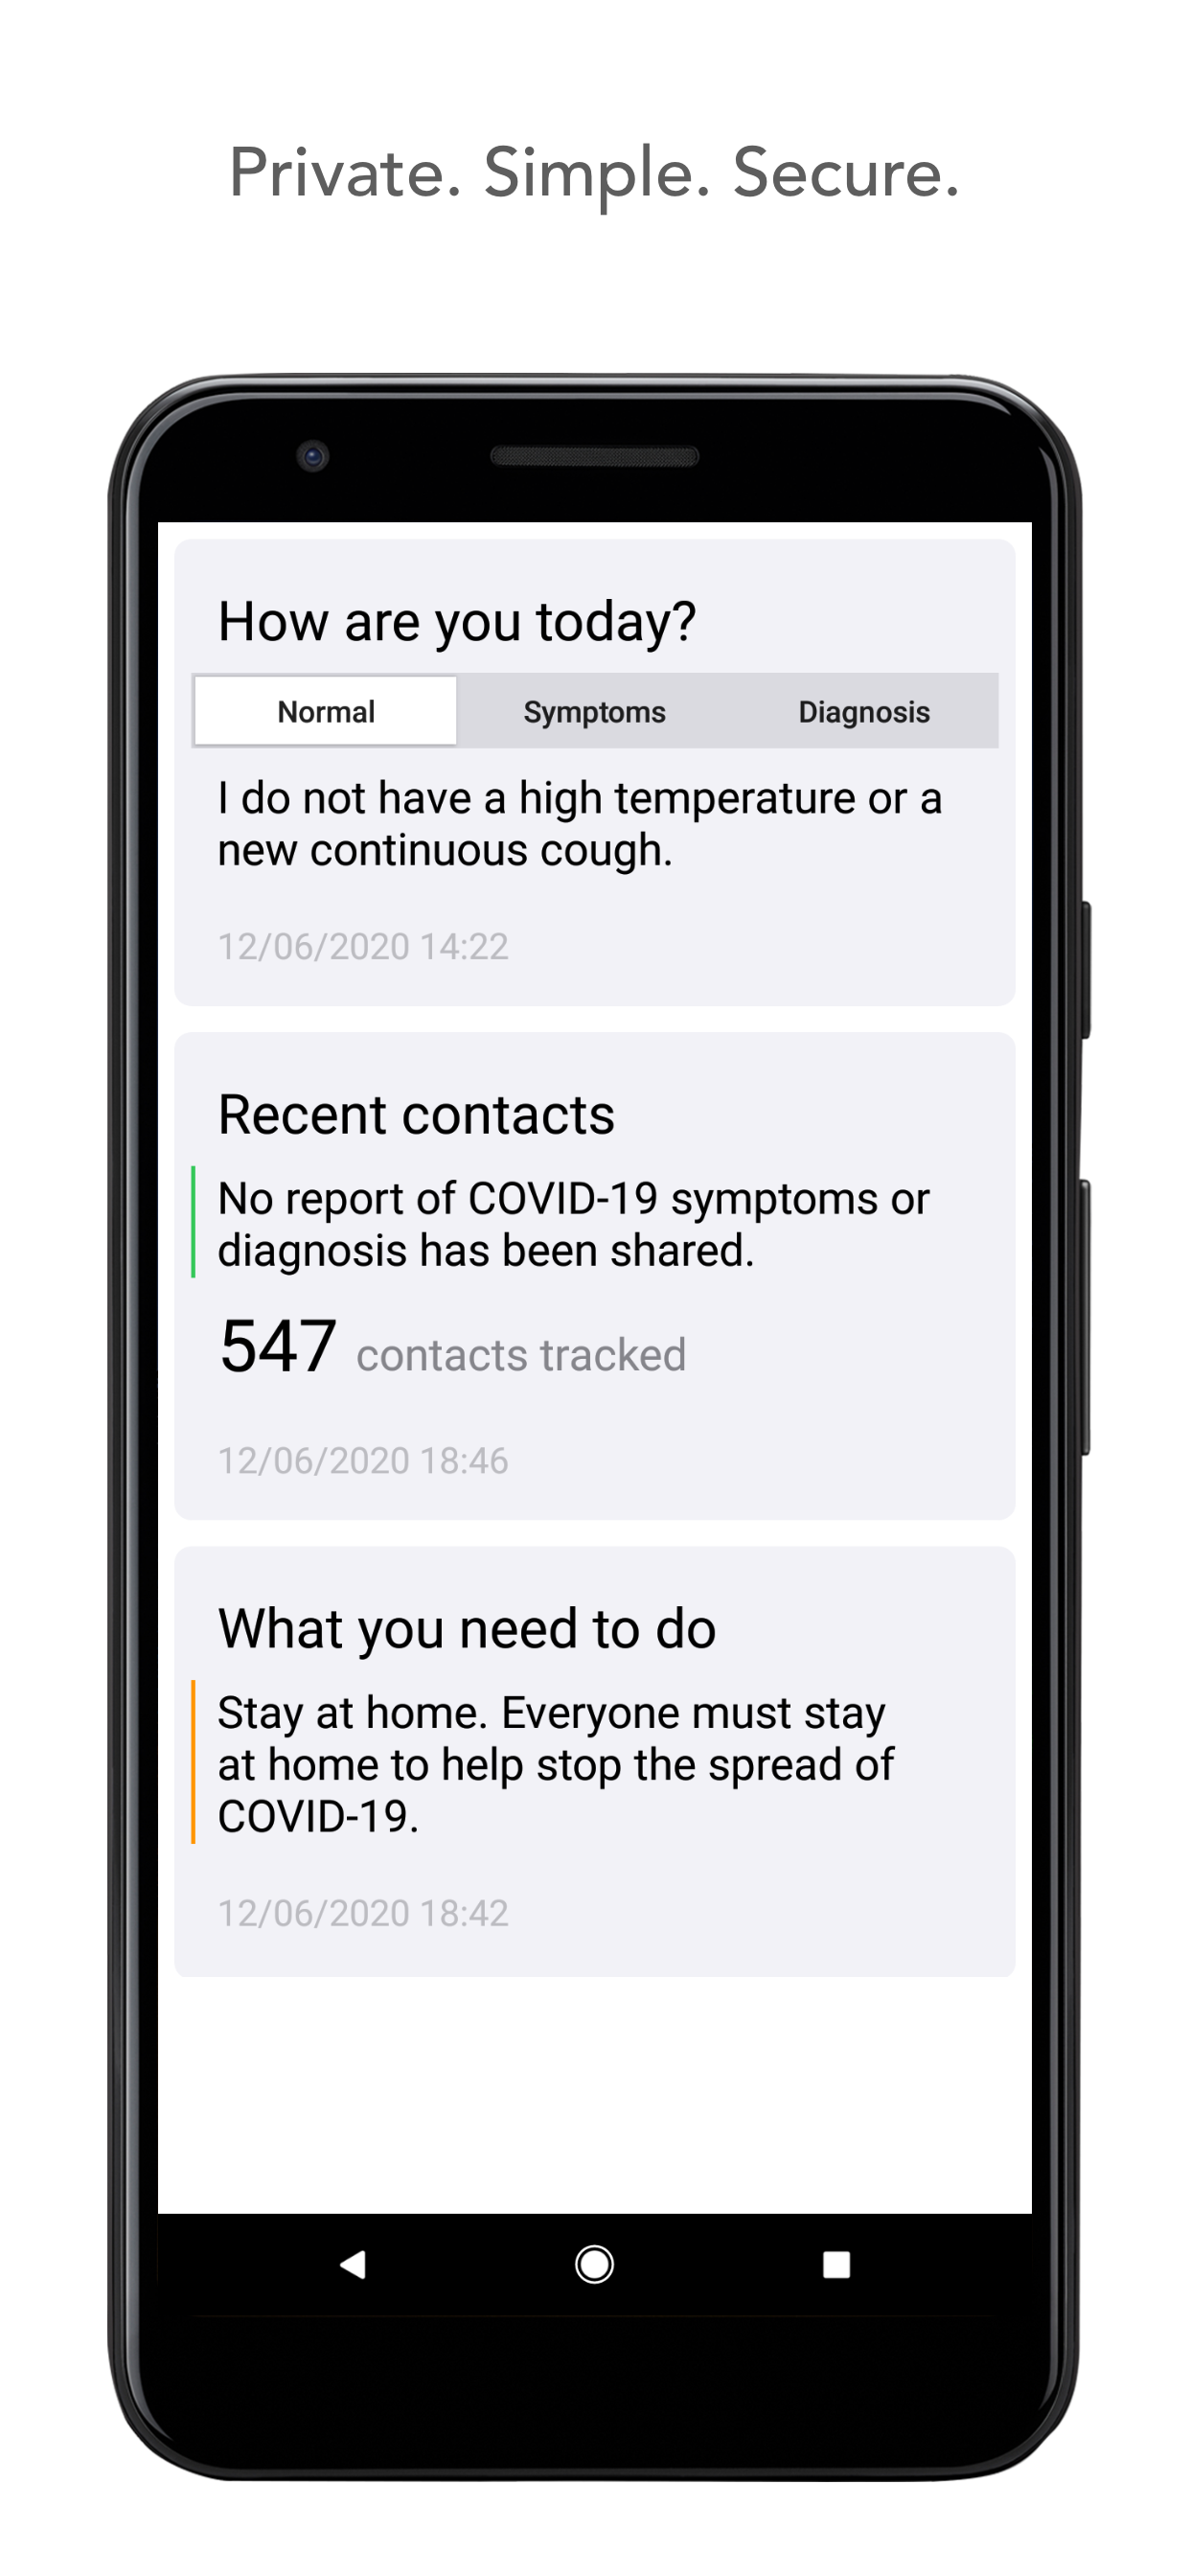 Private. Simple. Secure.
How are you today?
Normal Symptoms Diagnosis
I do not have a high temperature or a
new continuous cough.
12/06/2020 14:22
Recent contacts
No report of COVID-19 symptoms or
diagnosis has been shared.
547 contacts tracked
12/06/2020 18:46
What you need to do
Stay at home. Everyone must stay
at home to help stop the spread of
COVID-19.
12/06/2020 18:42